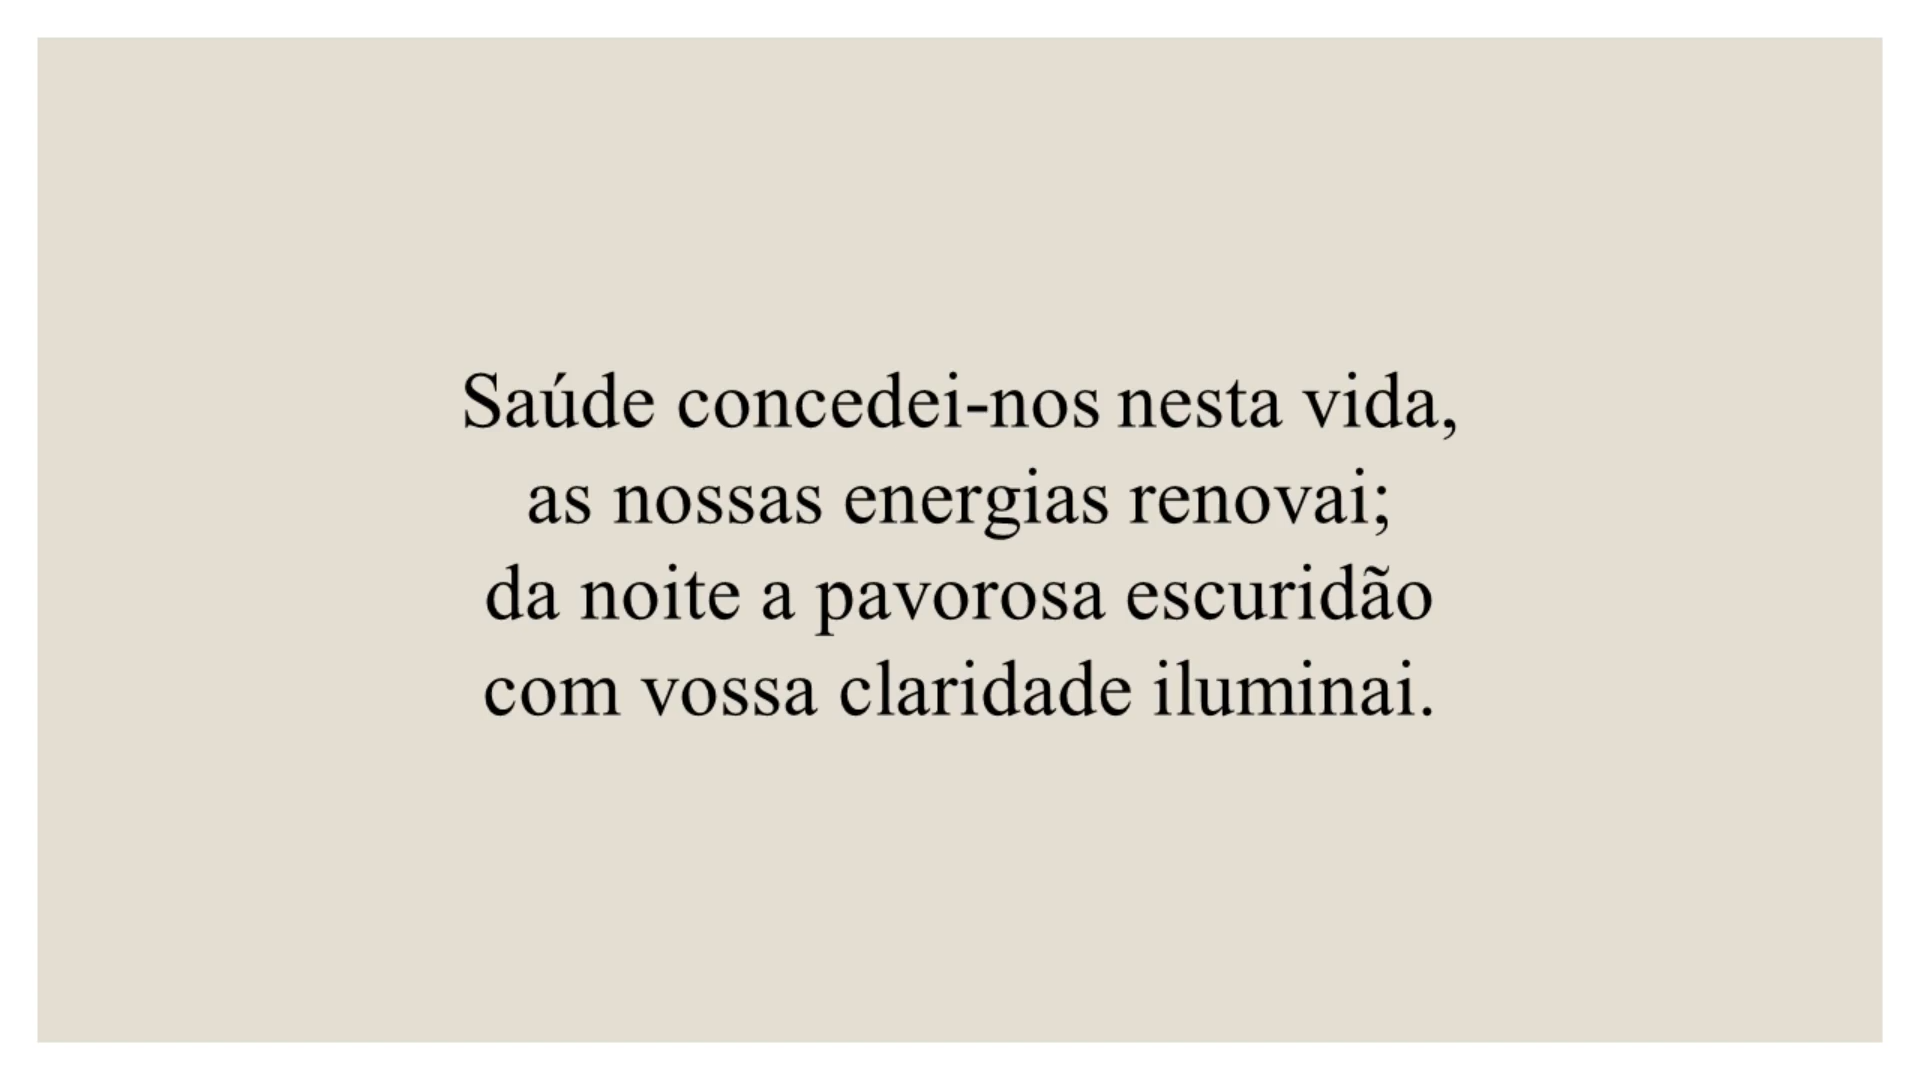 Saúde concedei-nos nesta vida,
as nossas energias renovai;
da noite a pavorosa escuridão
com vossa claridade iluminai.